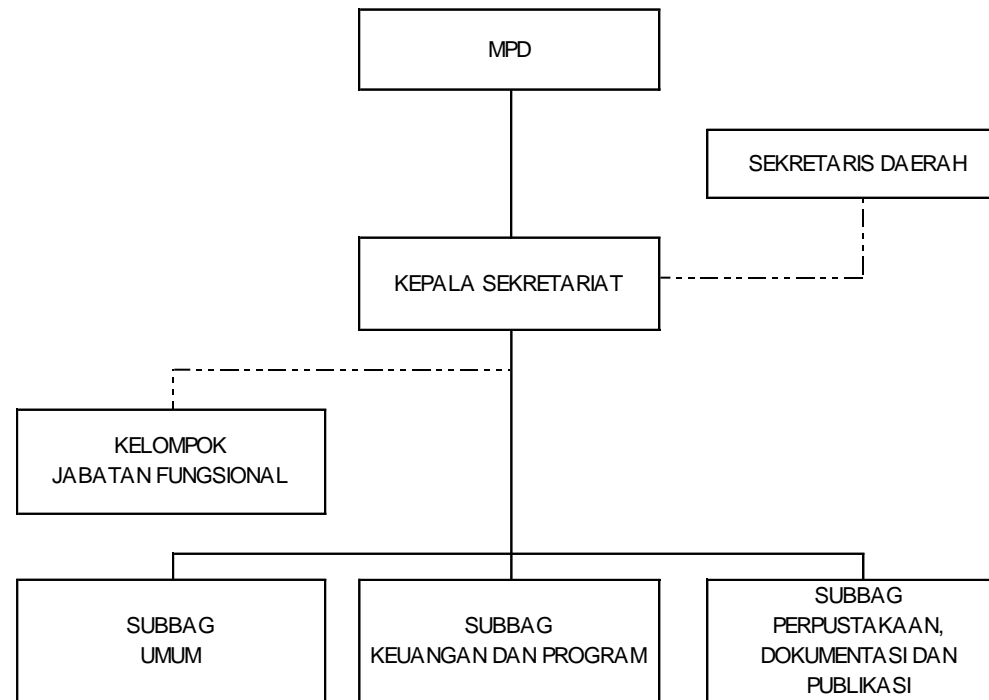 MPD
SEKRETARIS DAERAH
KEPALA SEKRETARIAT
KELOMPOK
JABATAN FUNGSIONAL
SUBBAG
UMUM
SUBBAG
KEUANGAN DAN PROGRAM
SUBBAG
PERPUSTAKAAN,
DOKUMENTASI DAN
PUBLIKASI